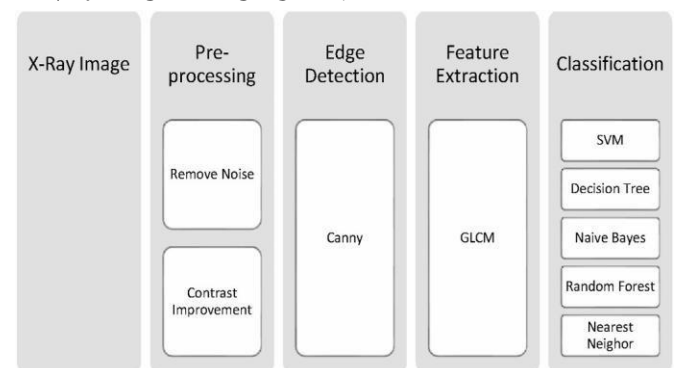 X-Ray Image
Pre-
processing
Remove Noise
Contrast
Improvement
Edge
Detection
Canny
Feature
Extraction
GLCM
Classification
SVM
Decision Tree
Naive Bayes
Random Forest
Nearest
Neighor